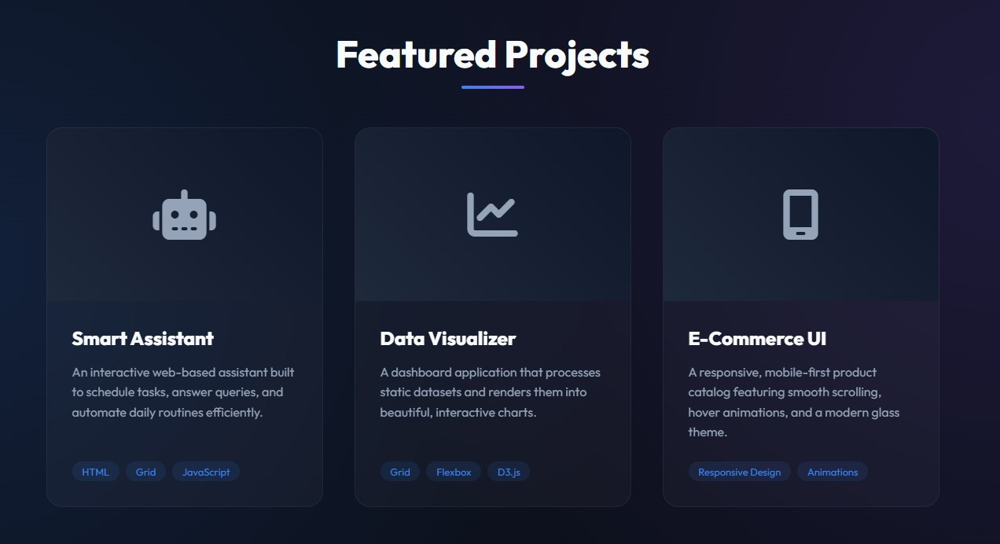 Featured Projects
Smart Assistant
An interactive web-based assistant built
to schedule tasks, answer queries, and
automate daily routines efficiently.
HTML Grid JavaScript
Data Visualizer
A dashboard application that processes
static datasets and renders them into
beautiful, interactive charts.
Grid Flexbox D3.js
E-Commerce UI
A responsive, mobile-first product
catalog featuring smooth scrolling,
hover animations, and a modern glass
theme.
Responsive Design Animations